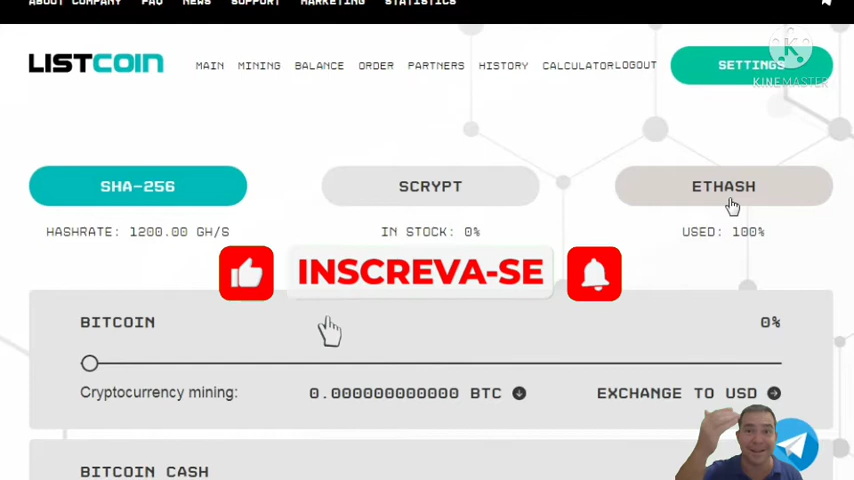 ABOUT COMPANY FAQ NEWS SUPPORT MARKETING STATISTICS
LISTCOIN MAIN MINING BALANCE ORDER PARTNERS HISTORY CALCULATOR LOGOUT SETTINGS
KINEMASTER
SHA-256 SCRYPT ETHASH
HASHRATE: 1200.00 GH/S IN STOCK: 0% USED: 100%
INSCREVA-SE
BITCOIN 0%
Cryptocurrency mining: 0.000000000000 BTC EXCHANGE TO USD
BITCOIN CASH